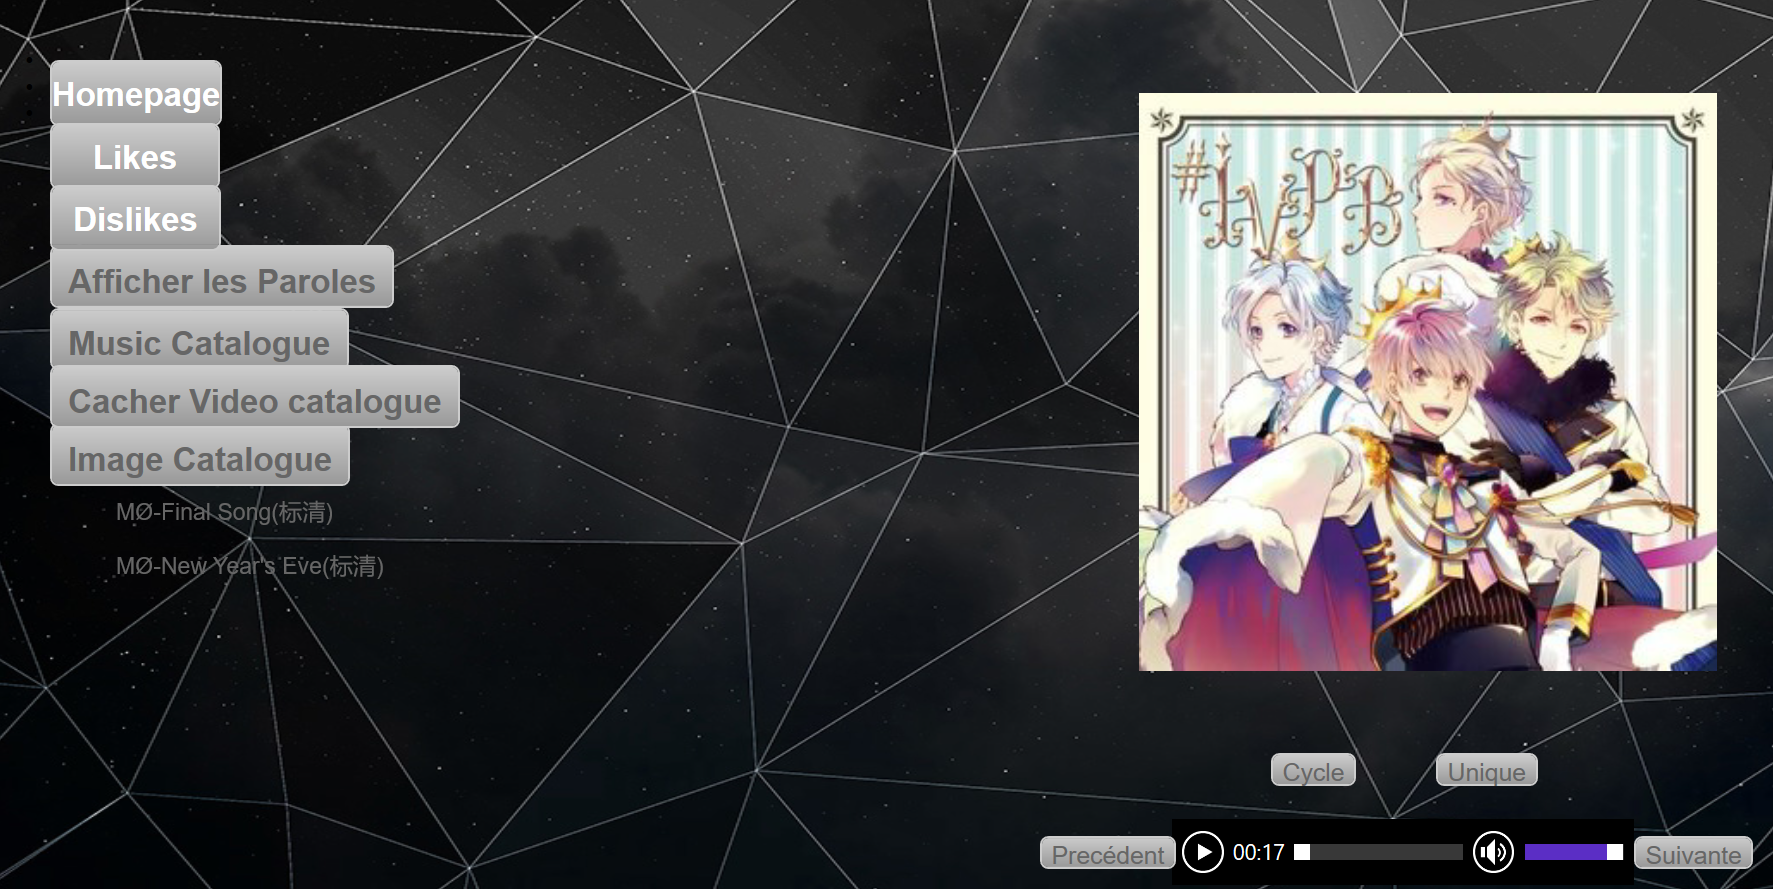 Homepage
Likes
Dislikes
Afficher les Paroles
Music Catalogue
Cacher Video catalogue
Image Catalogue
MØ-Final Song(标清)
MØ-New Year's Eve(标清)
#LVPB
Cycle
Unique
Precédent
00:17
Suivante